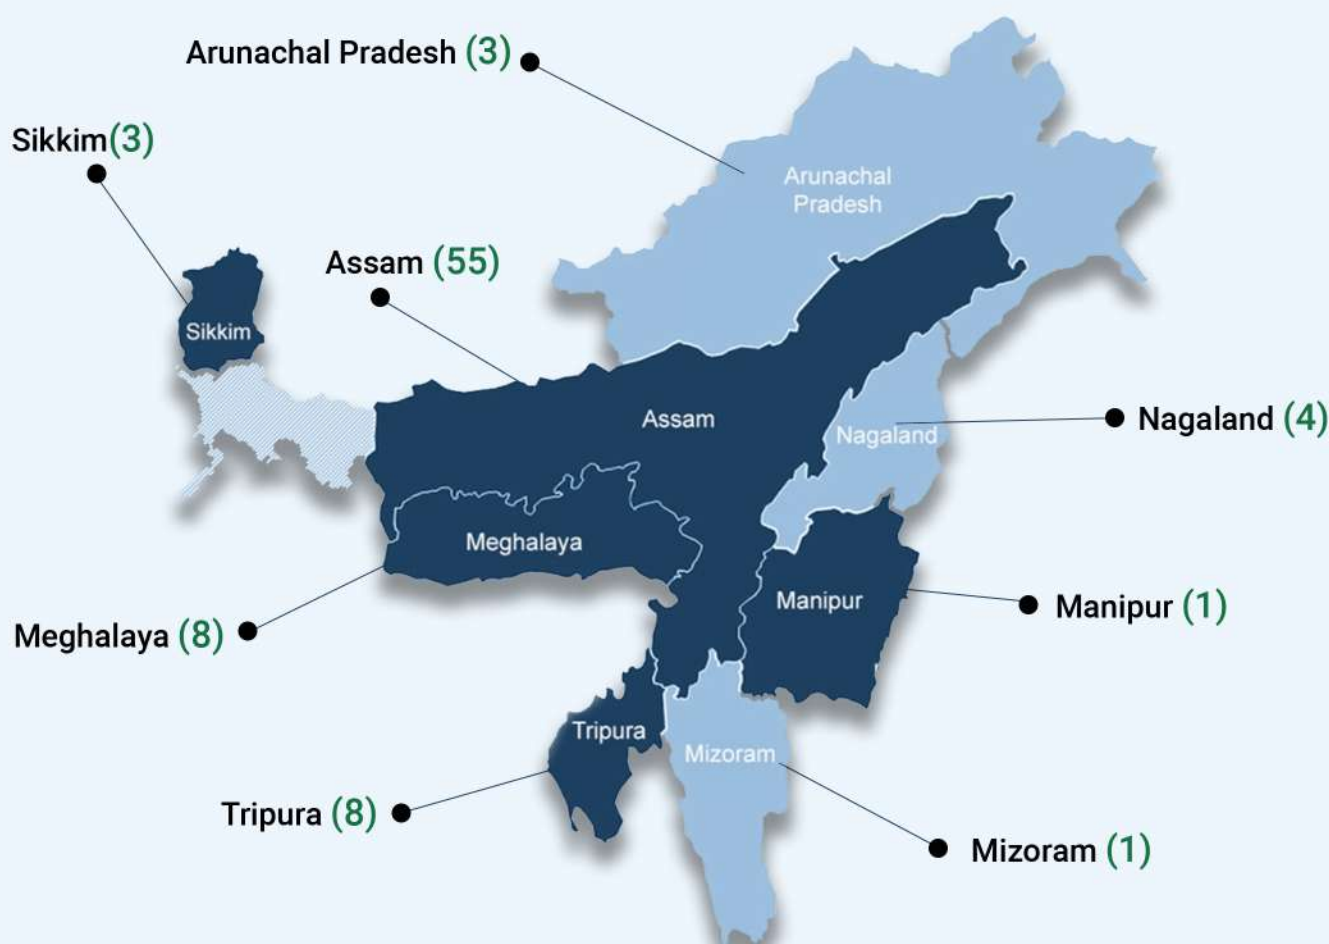 Arunachal Pradesh (3)
Sikkim(3)
Arunachal
Pradesh
Assam (55)
Sikkim
Assam
Nagaland (4)
Nagaland
Meghalaya
Manipur
Manipur (1)
Meghalaya (8)
Tripura
Mizoram
Tripura (8)
Mizoram (1)